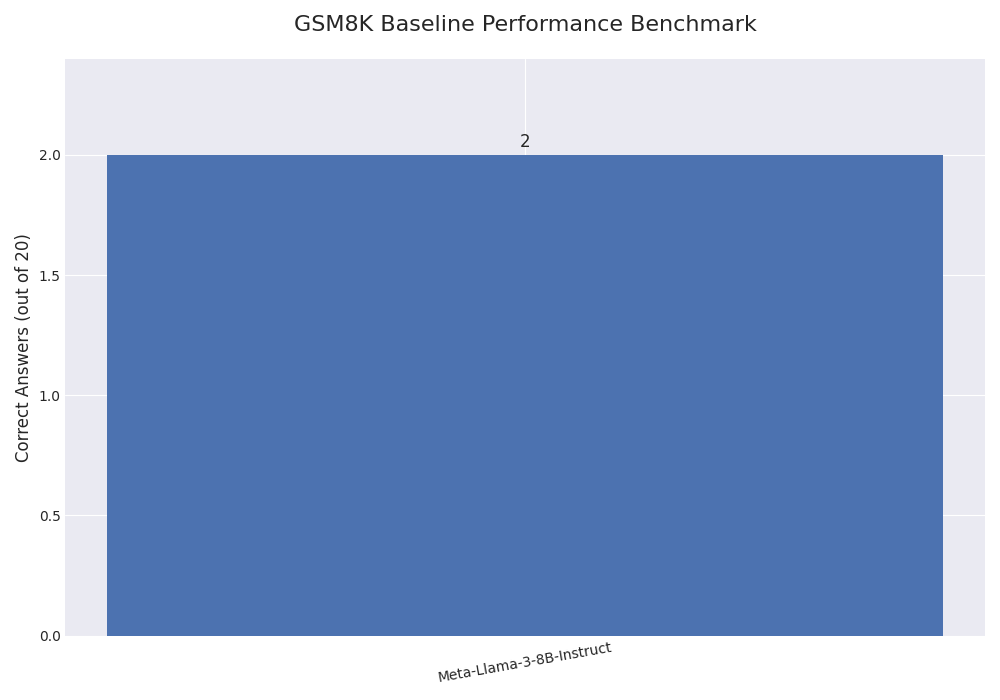 GSM8K Baseline Performance Benchmark
2
Correct Answers (out of 20)
2.0
1.5
1.0
0.5
0.0
Meta-Llama-3-8B-Instruct